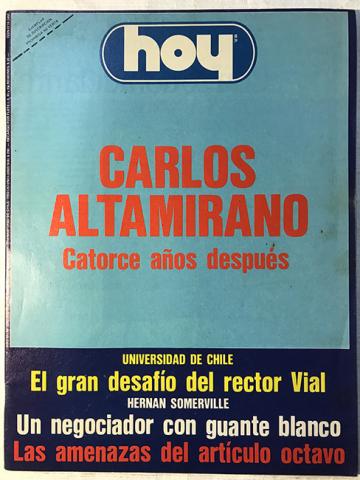 hoy
CARLOS
ALTAMIRANO
Catorce años después
UNIVERSIDAD DE CHILE
El gran desafío del rector Vial
HERNAN SOMERVILLE
Un negociador con guante blanco
Las amenazas del artículo octavo